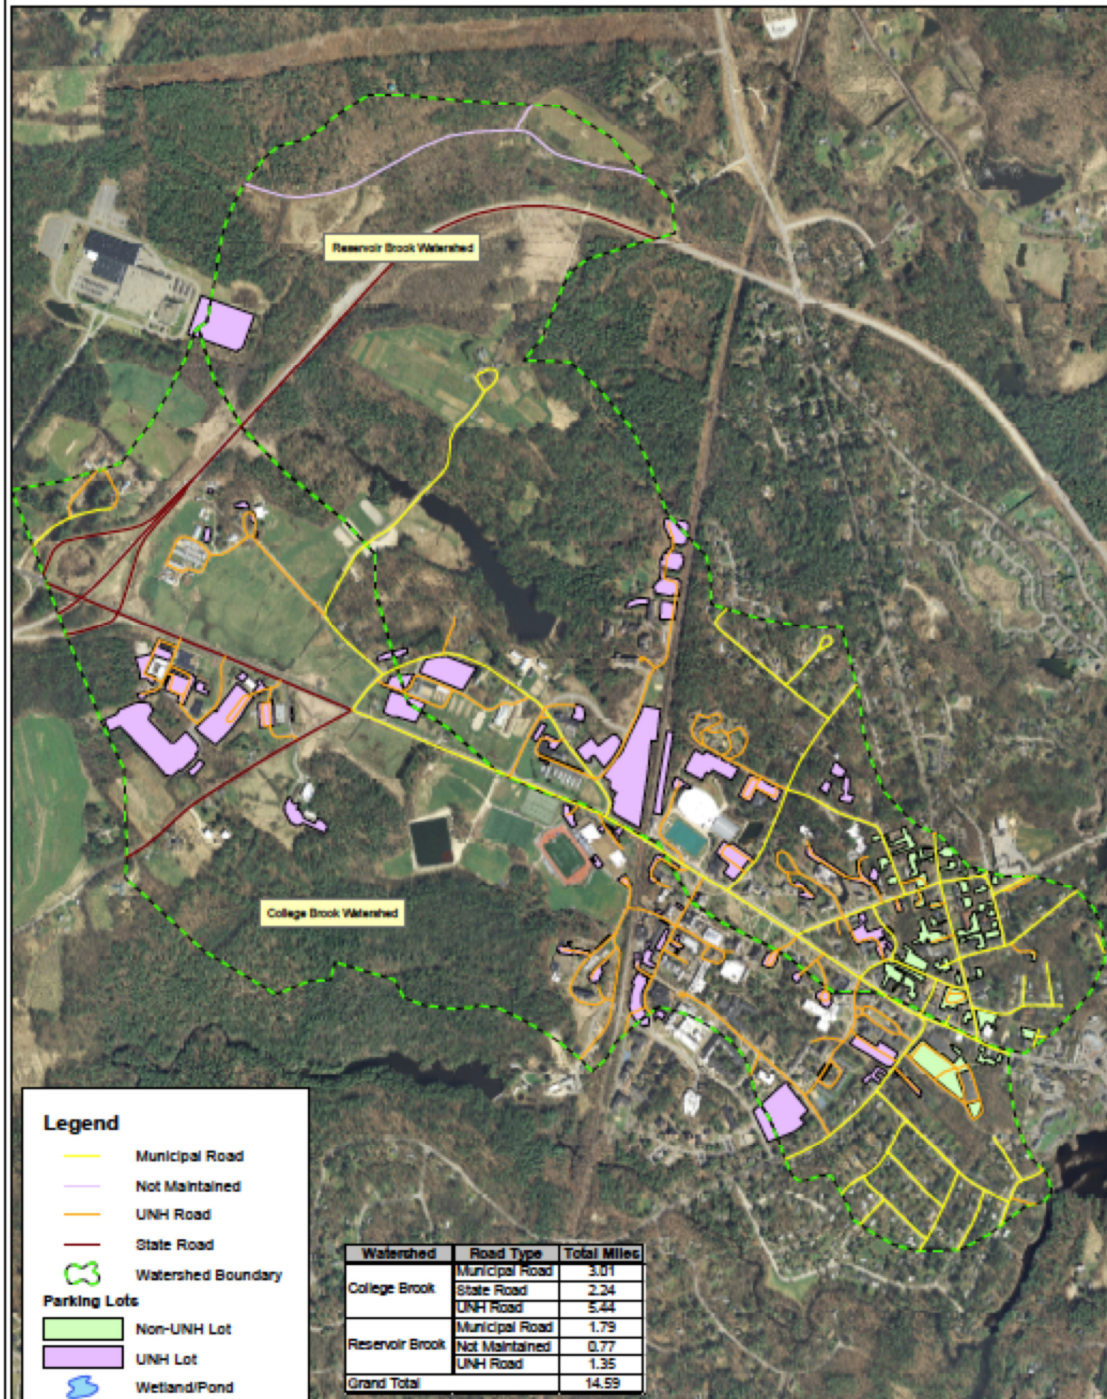 Reservoir Brook Watershed
College Brook Watershed
Legend
Municipal Road
Not Maintained
UNH Road
State Road
Watershed Boundary
Parking Lots
Non-UNH Lot
UNH Lot
Wetland/Pond
Watershed Road Type Total Miles
College Brook Municipal Road 3.01
State Road 2.24
UNH Road 5.44
Reservoir Brook Municipal Road 1.79
Not Maintained 0.77
UNH Road 1.35
Grand Total 14.59